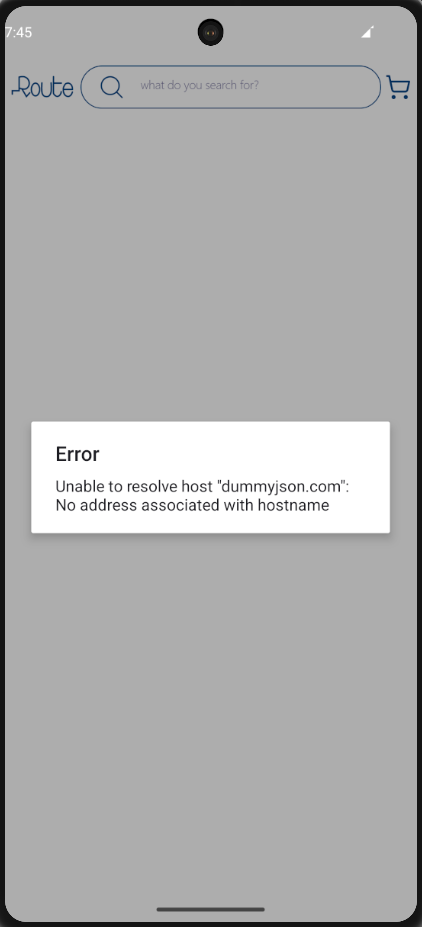 7:45
Route
what do you search for?
Error
Unable to resolve host "dummyjson.com":
No address associated with hostname